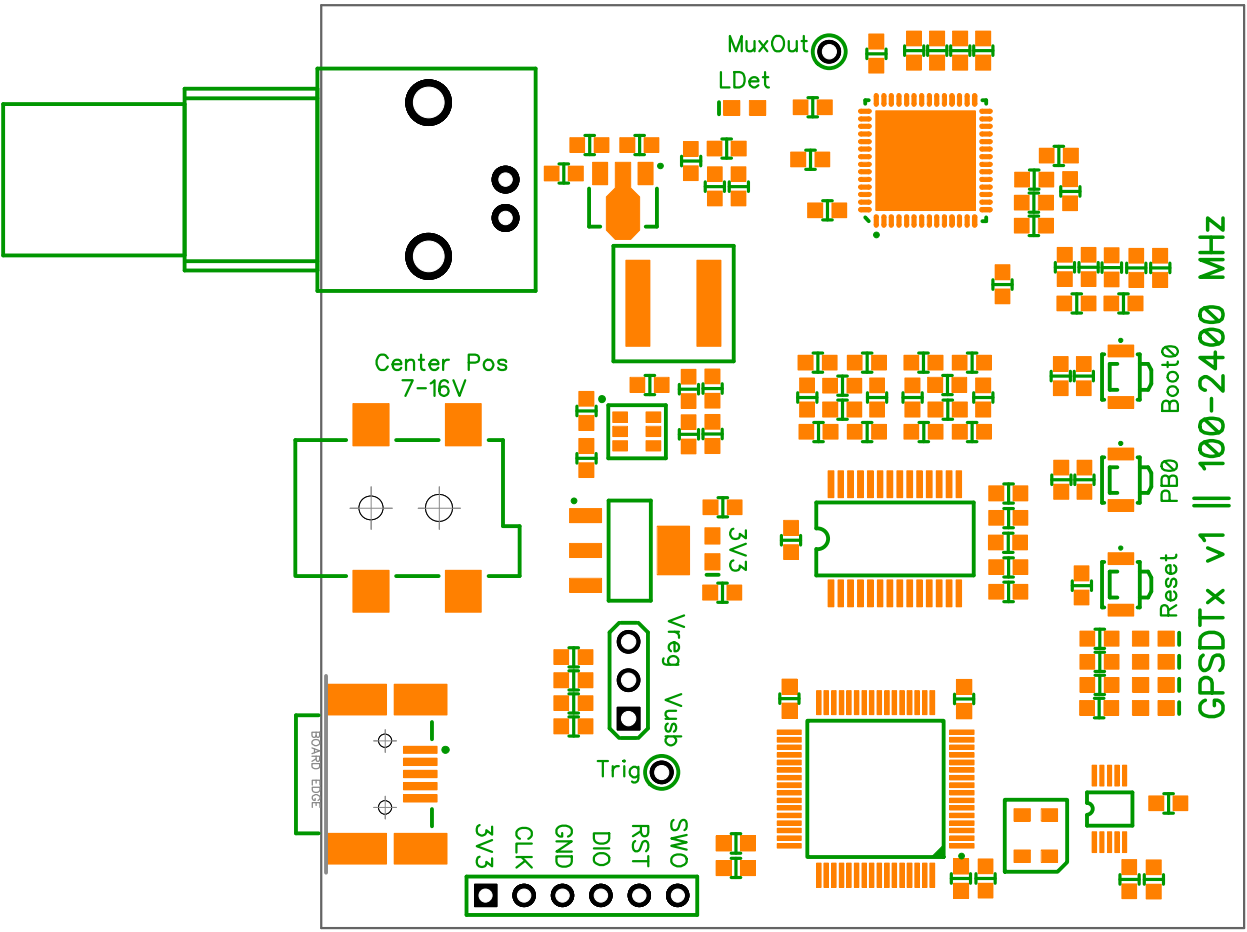 MuxOut
LDet
Center Pos
7-16V
GPSDTx v1 || 100-2400 MHz
Boot0
PB0
3V3
Reset
Vreg
Vusb
BOARD EDGE
Trig
3V3
CLK
GND
DIO
RST
SWO